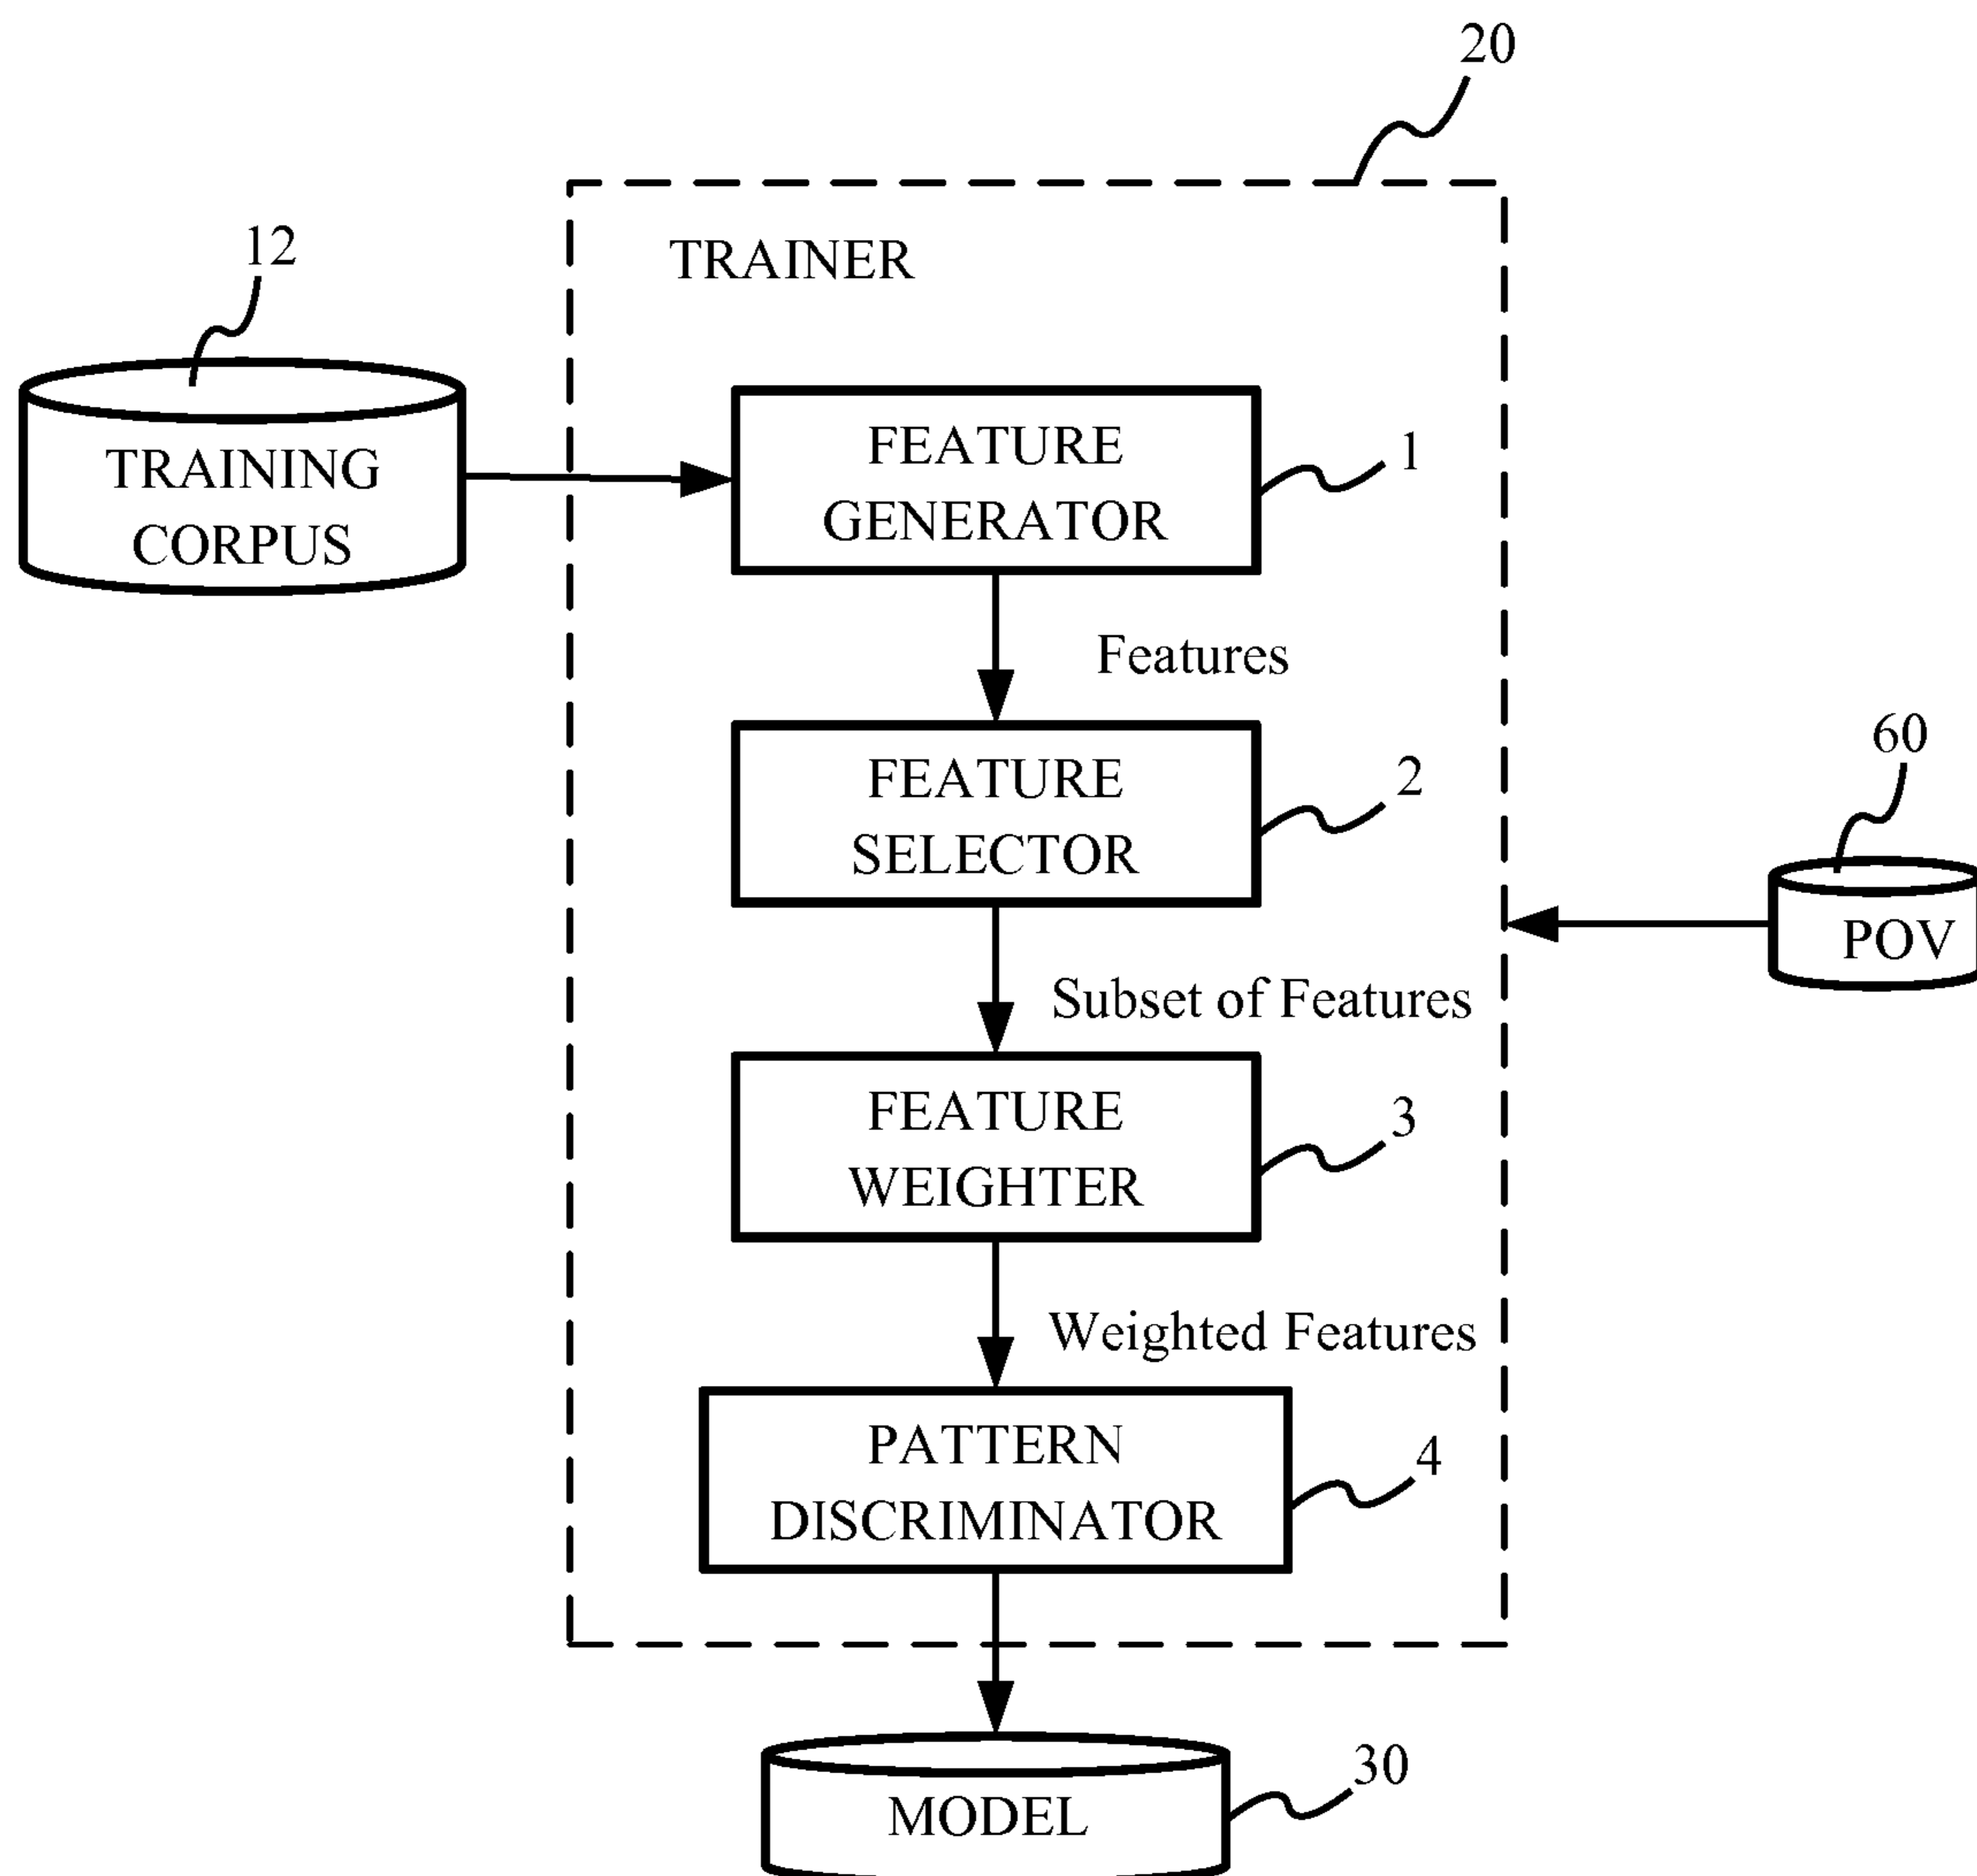 20
12
TRAINER
TRAINING
CORPUS
FEATURE
GENERATOR
1
Features
FEATURE
SELECTOR
2
60
POV
Subset of Features
FEATURE
WEIGHTER
3
Weighted Features
PATTERN
DISCRIMINATOR
4
MODEL
30